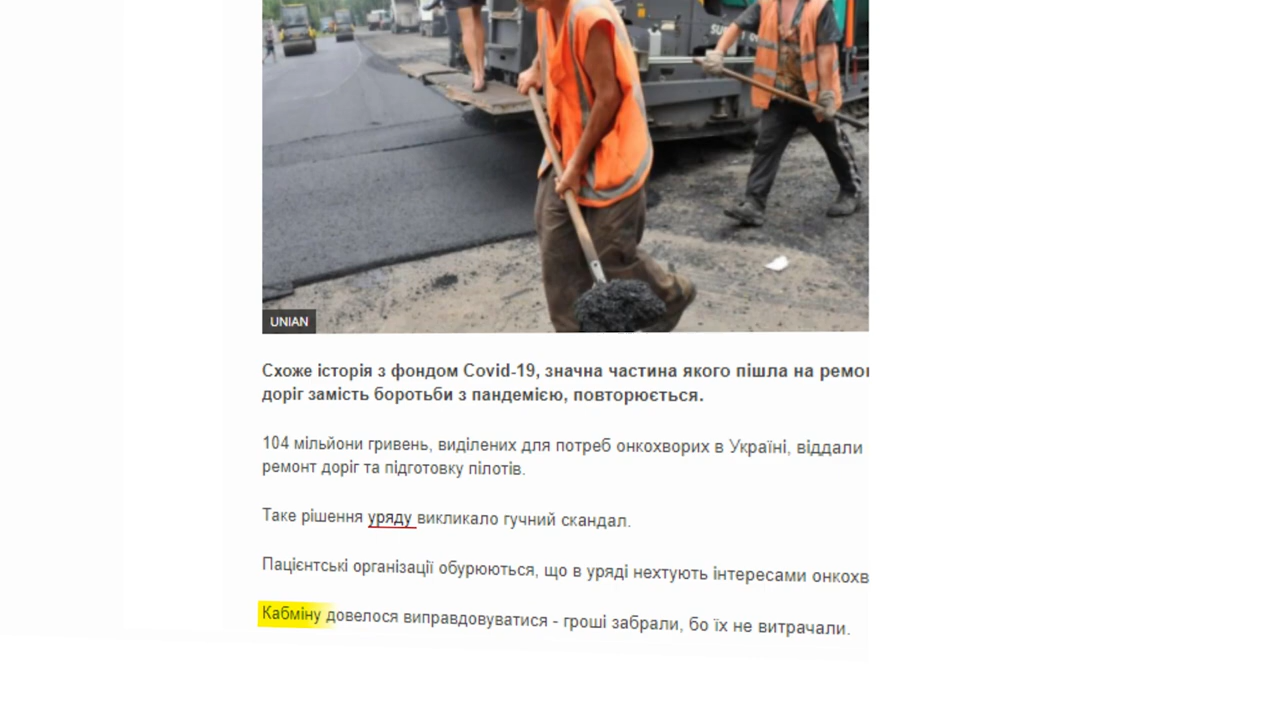 UNIAN
Схоже історія з фондом Covid-19, значна частина якого пішла на
доріг замість боротьби з пандемією, повторюється.
104 мільйони гривень, виділених для потреб онкохворих в Україні, віддали
ремонт доріг та підготовку пілотів.
Таке рішення уряду викликало гучний скандал.
Пацієнтські організації обурюються, що в уряді нехтують інтересами
Кабміну довелося виправдовуватися - гроші забрали, бо їх не витрачали.